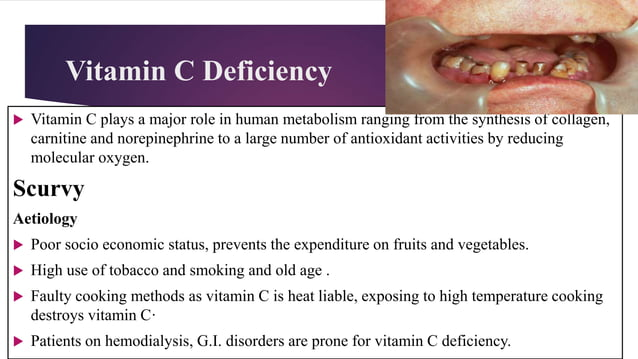 Vitamin C Deficiency
Vitamin C plays a major role in human metabolism ranging from the synthesis of collagen,
carnitine and norepinephrine to a large number of antioxidant activities by reducing
molecular oxygen.
Scurvy
Aetiology
Poor socio economic status, prevents the expenditure on fruits and vegetables.
High use of tobacco and smoking and old age .
Faulty cooking methods as vitamin C is heat liable, exposing to high temperature cooking
destroys vitamin C·
Patients on hemodialysis, G.I. disorders are prone for vitamin C deficiency.